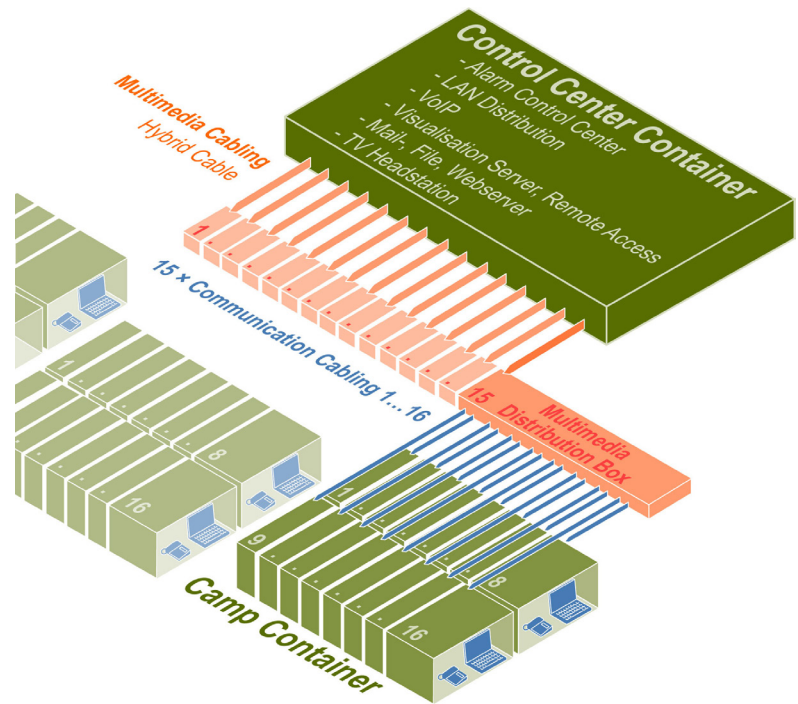 Control Center Container
- Alarm Control Center
- LAN Distribution
- VoIP
- Visualisation Server, Remote Access
- Mail-, File, Webserver
- TV Headstation
Multimedia Cabling
Hybrid Cable
1
15
Multimedia
Distribution Box
15 × Communication Cabling 1... 16
1
8
16
1
8
9
16
Camp Container